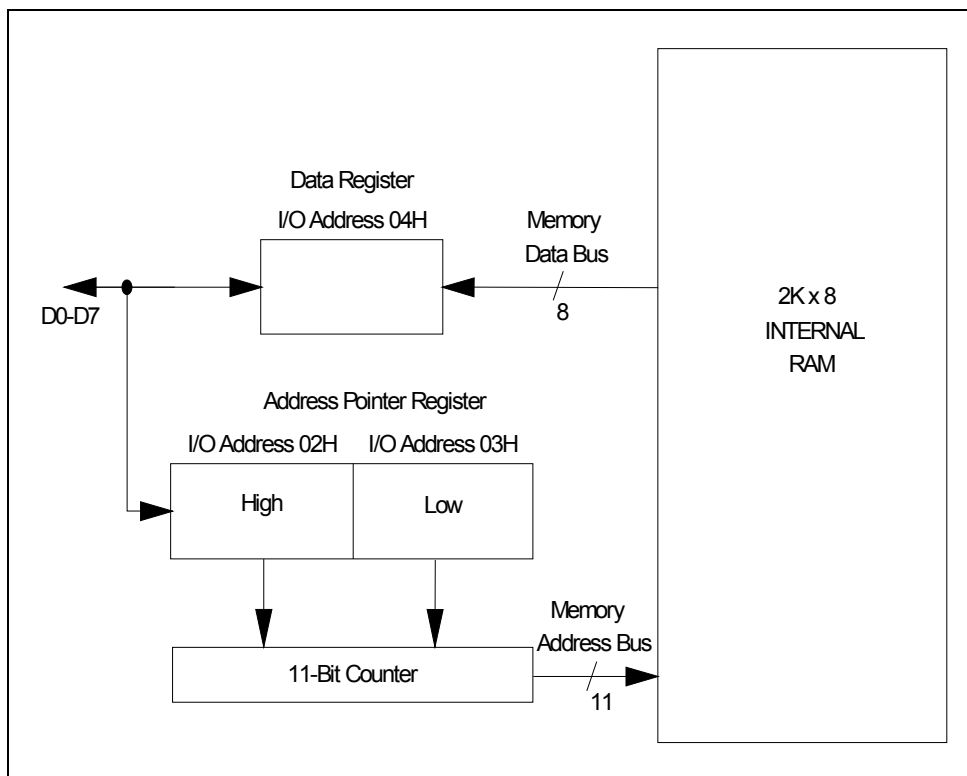 Data Register
I/O Address 04H
Memory
Data Bus
8
D0-D7
2K x 8
INTERNAL
RAM
Address Pointer Register
I/O Address 02H
I/O Address 03H
High
Low
Memory
Address Bus
11
11-Bit Counter